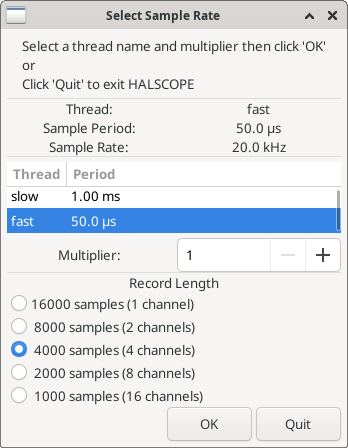 Select Sample Rate
Select a thread name and multiplier then click 'OK'
or
Click 'Quit' to exit HALSCOPE
Thread: fast
Sample Period: 50.0 µs
Sample Rate: 20.0 kHz
Thread Period
slow 1.00 ms
fast 50.0 µs
Multiplier: 1
Record Length
16000 samples (1 channel)
8000 samples (2 channels)
4000 samples (4 channels)
2000 samples (8 channels)
1000 samples (16 channels)
OK Quit